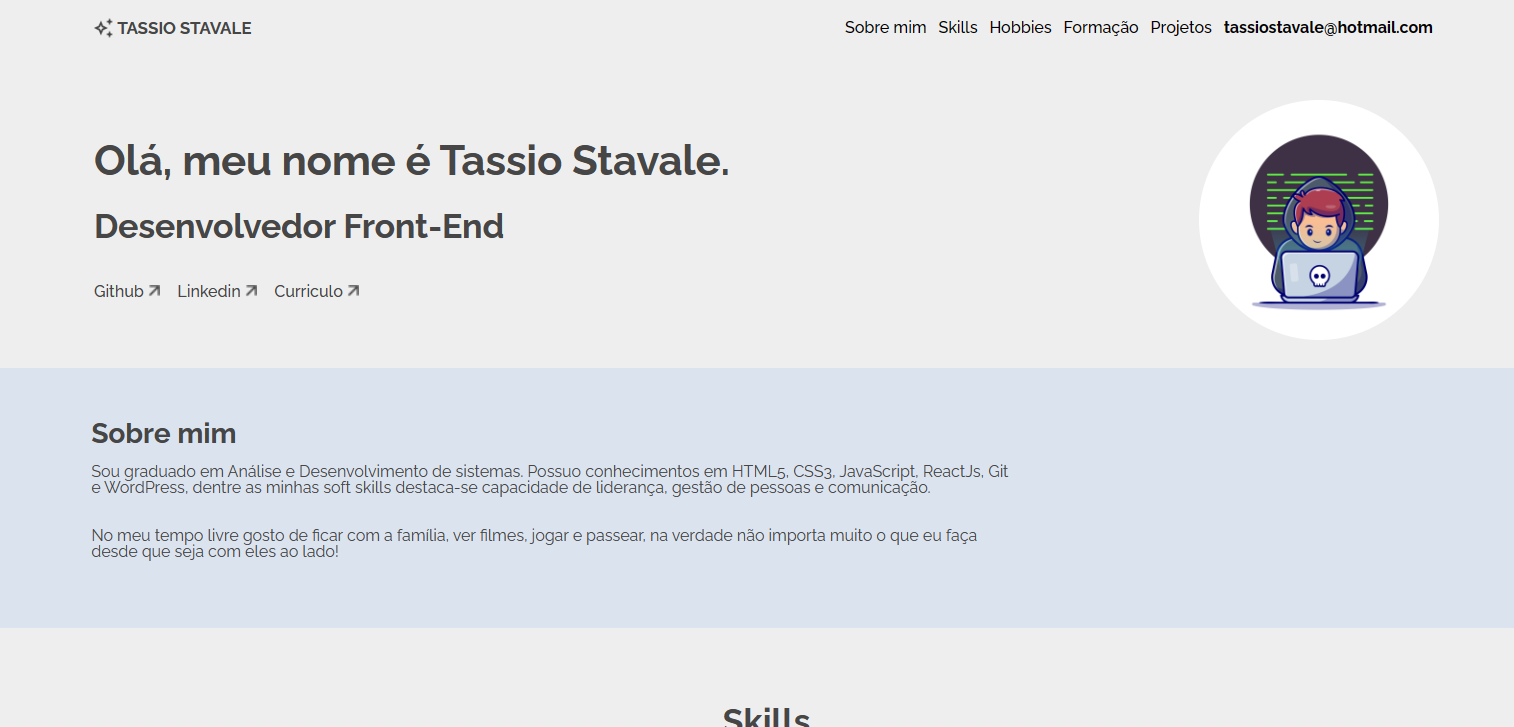 TASSIO STAVALE
Sobre mim Skills Hobbies Formação Projetos tassiostavale@hotmail.com
Olá, meu nome é Tassio Stavale.
Desenvolvedor Front-End
Github Linkedin Curriculo
Sobre mim
Sou graduado em Análise e Desenvolvimento de sistemas. Possuo conhecimentos em HTML5, CSS3, JavaScript, ReactJs, Git
e WordPress, dentre as minhas soft skills destaca-se capacidade de liderança, gestão de pessoas e comunicação.
No meu tempo livre gosto de ficar com a família, ver filmes, jogar e passear, na verdade não importa muito o que eu faça
desde que seja com eles ao lado!
Skills